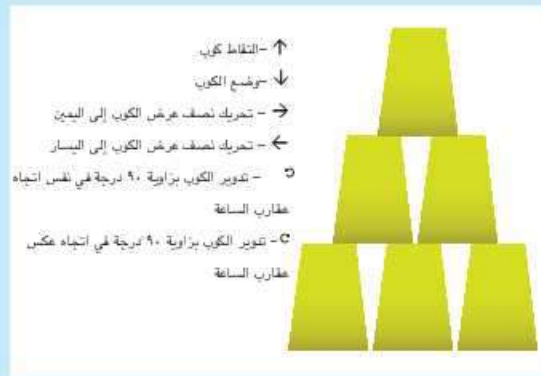 ↑ –التقاط كوب
↓ –وضع الكوب
→ – تحريك نصف عرض الكوب إلى اليمين
← – تحريك نصف عرض الكوب إلى اليسار
– تدوير الكوب بزاوية ٩٠ درجة في نفس اتجاه
عقارب الساعة
– تدوير الكوب بزاوية ٩٠ درجة في اتجاه عكس
عقارب الساعة